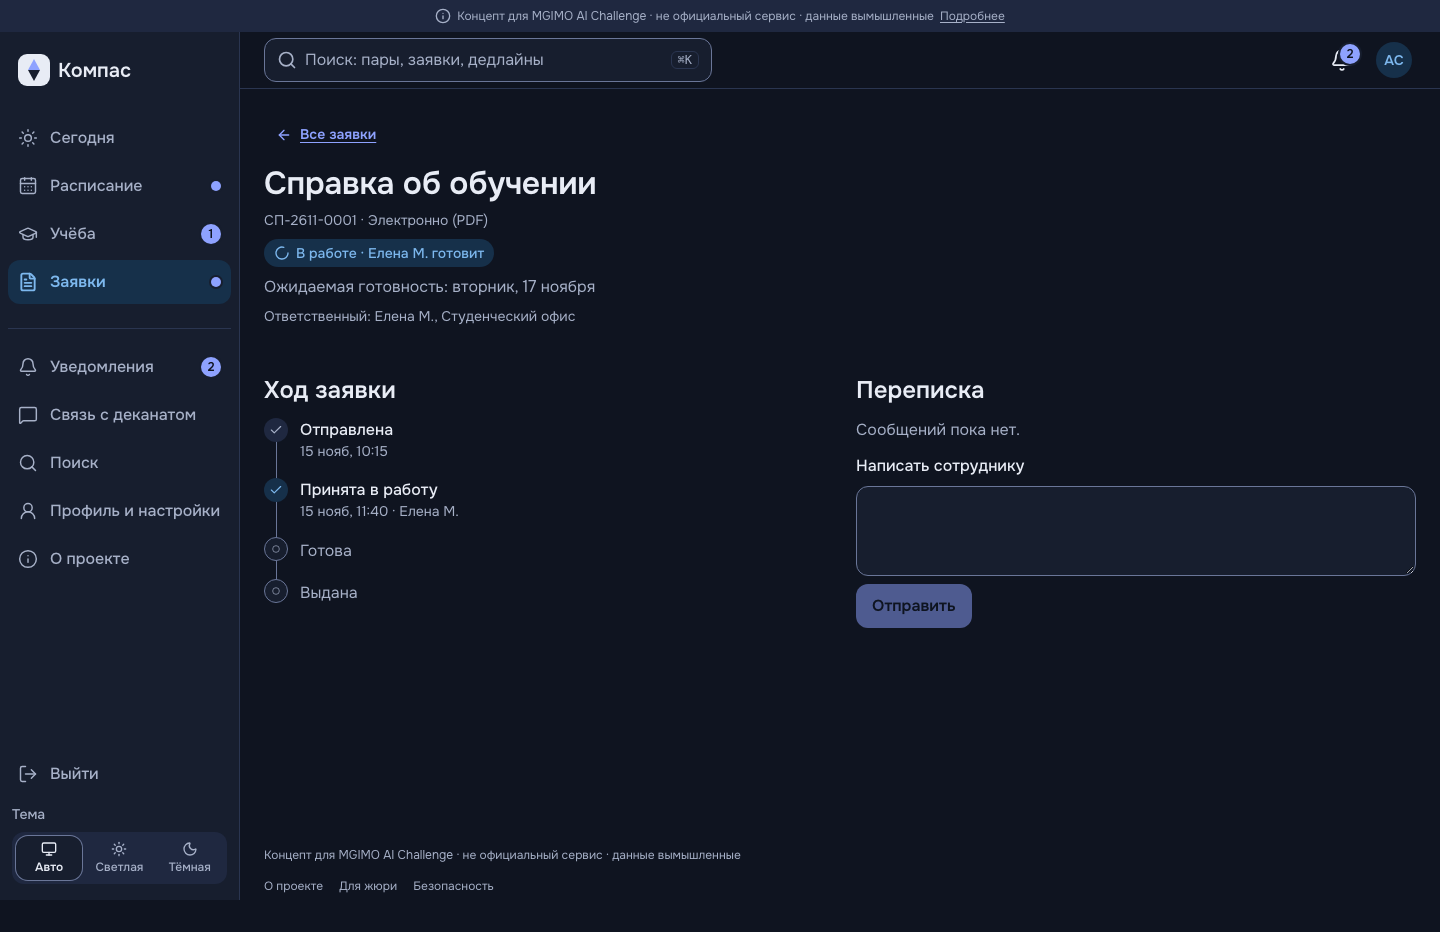 Концепт для MGIMO AI Challenge · не официальный сервис · данные вымышленные Подробнее
Компас
Поиск: пары, заявки, дедлайны
⌘K
2
АС
Сегодня
Расписание
Учёба
1
Заявки
Уведомления
2
Связь с деканатом
Поиск
Профиль и настройки
О проекте
Выйти
Тема
Авто
Светлая
Тёмная
Все заявки
Справка об обучении
СП-2611-0001 · Электронно (PDF)
В работе · Елена М. готовит
Ожидаемая готовность: вторник, 17 ноября
Ответственный: Елена М., Студенческий офис
Ход заявки
Отправлена
15 нояб, 10:15
Принята в работу
15 нояб, 11:40 · Елена М.
Готова
Выдана
Переписка
Сообщений пока нет.
Написать сотруднику
Отправить
Концепт для MGIMO AI Challenge · не официальный сервис · данные вымышленные
О проекте
Для жюри
Безопасность